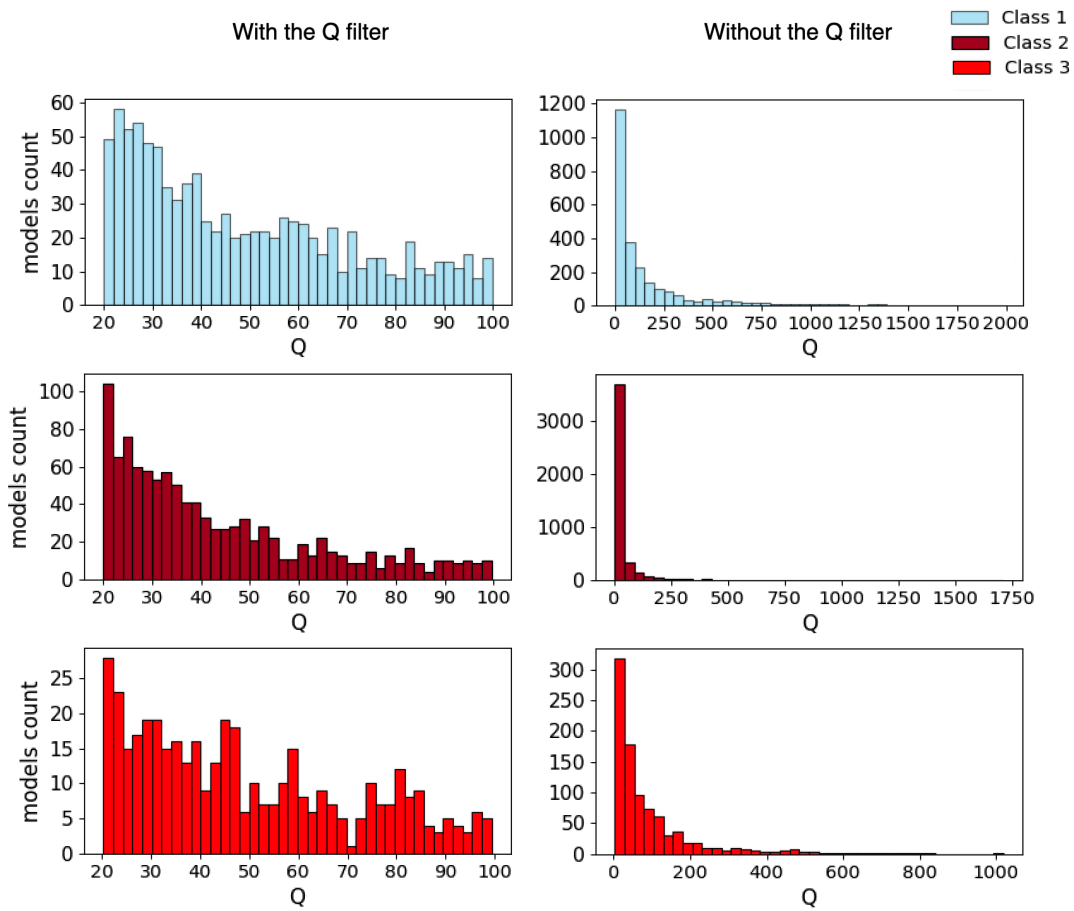 With the Q filter
Without the Q filter
Class 1
Class 2
Class 3
models count
60
50
40
30
20
10
0
20 30 40 50 60 70 80 90 100
Q
1200
1000
800
600
400
200
0
0 250 500 750 1000 1250 1500 1750 2000
Q
models count
100
80
60
40
20
0
20 30 40 50 60 70 80 90 100
Q
3000
2000
1000
0
0 250 500 750 1000 1250 1500 1750
Q
models count
25
20
15
10
5
0
20 30 40 50 60 70 80 90 100
Q
300
250
200
150
100
50
0
0 200 400 600 800 1000
Q